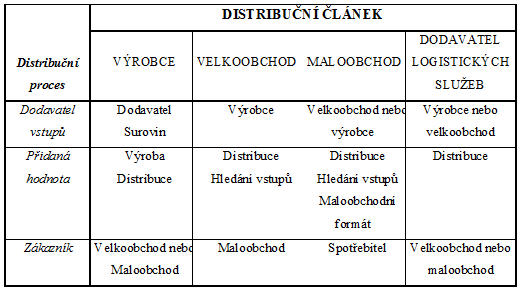 DISTRIBUČNÍ ČLÁNEK
Distribuční
proces
VÝROBCE
VELKOOBCHOD
MALOOBCHOD
DODAVATEL
LOGISTICKÝCH
SLUŽEB
Dodavatel
vstupů
Dodavatel
Surovin
Výrobce
Velkoobchod nebo
výrobce
Výrobce nebo
velkoobchod
Přidaná
hodnota
Výroba
Distribuce
Distribuce
Hledání vstupů
Distribuce
Hledání vstupů
Maloobchodní
formát
Distribuce
Zákazník
Velkoobchod nebo
Maloobchod
Maloobchod
Spotřebitel
Velkoobchod nebo
maloobchod